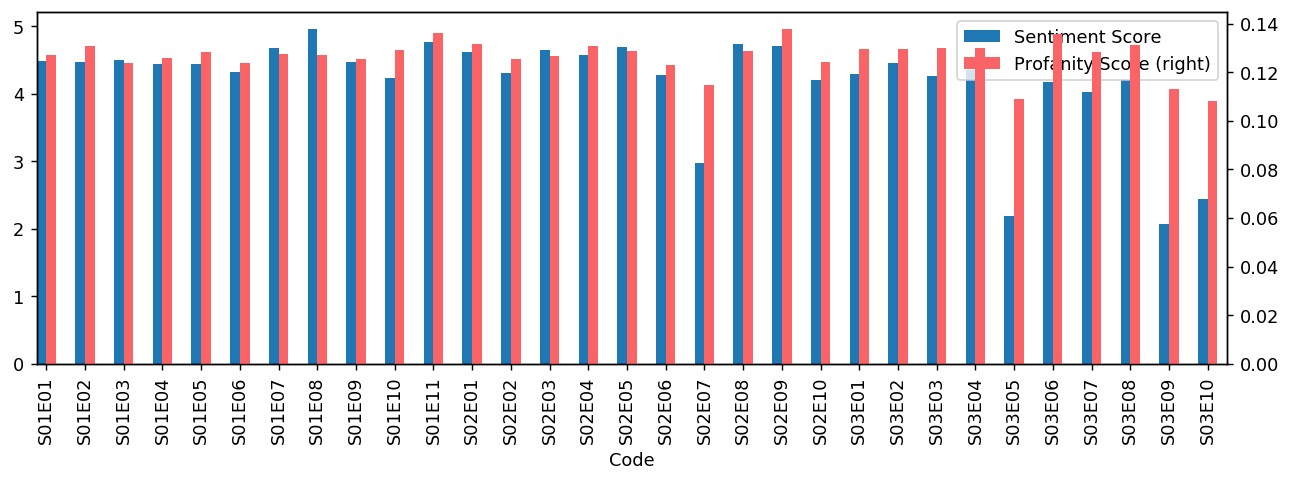 5
4
3
2
1
0
0.14
0.12
0.10
0.08
0.06
0.04
0.02
0.00
Sentiment Score
Profanity Score (right)
S01E01
S01E02
S01E03
S01E04
S01E05
S01E06
S01E07
S01E08
S01E09
S01E10
S01E11
S02E01
S02E02
S02E03
S02E04
S02E05
S02E06
S02E07
S02E08
S02E09
S02E10
S03E01
S03E02
S03E03
S03E04
S03E05
S03E06
S03E07
S03E08
S03E09
S03E10
Code